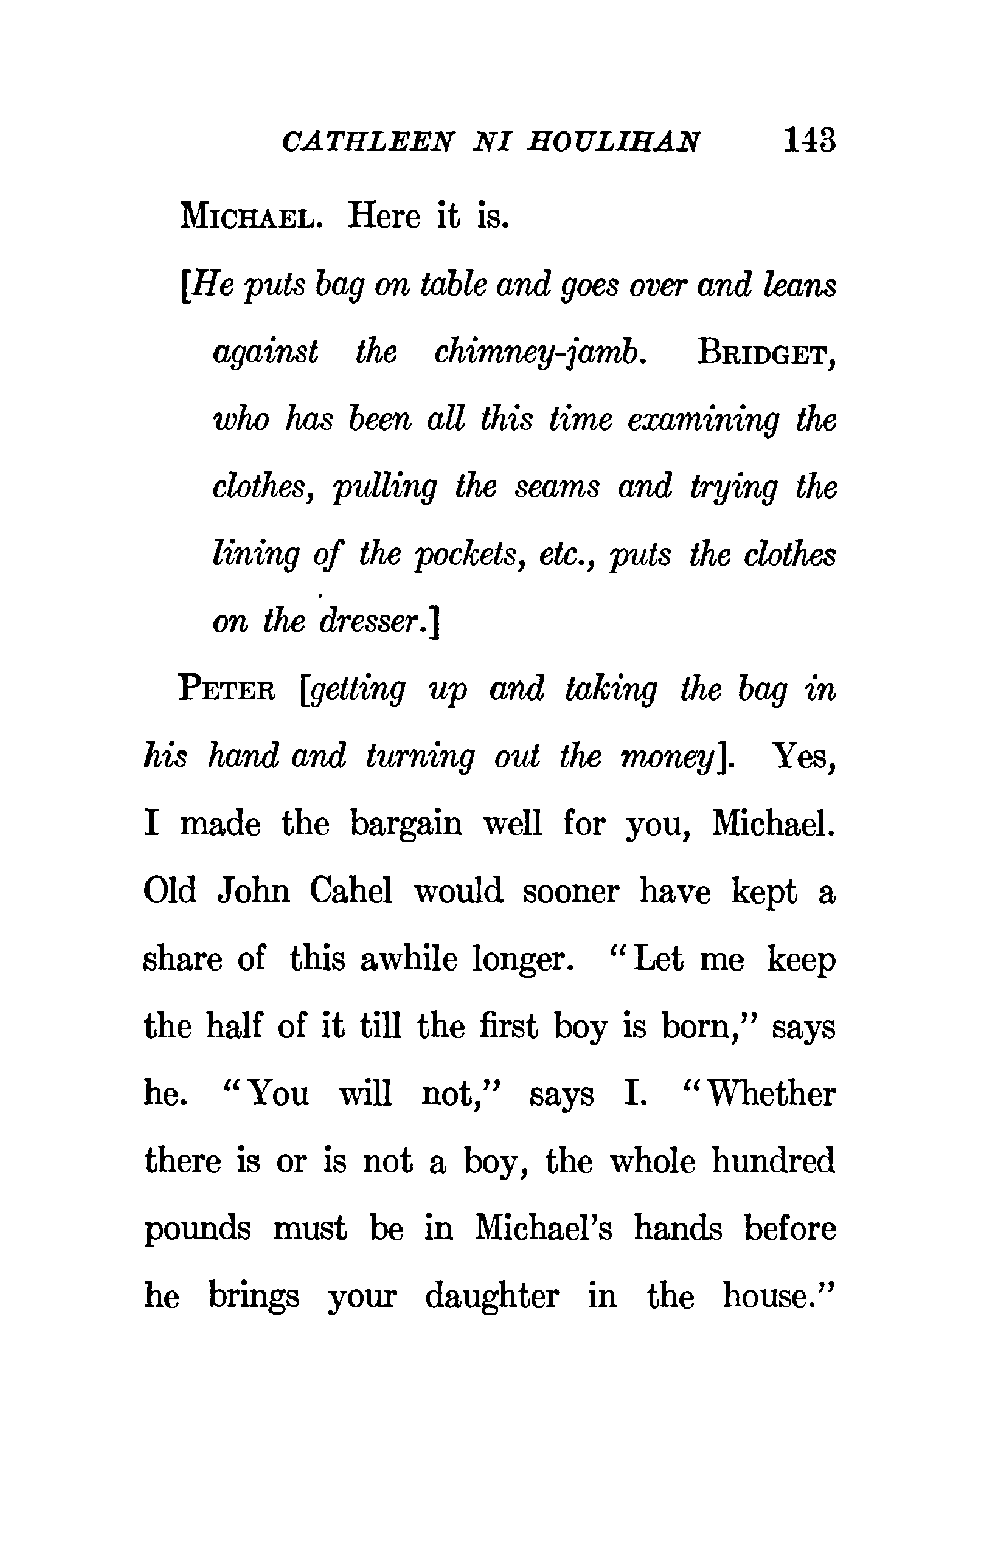 CATHLEEN NI HOULIHAN 143
MICHAEL. Here it is.
[He puts bag on table and goes over and leans
against the chimney-jamb. BRIDGET,
who has been all this time examining the
clothes, pulling the seams and trying the
lining of the pockets, etc., puts the clothes
on the dresser.]
PETER [getting up and taking the bag in
his hand and turning out the money]. Yes,
I made the bargain well for you, Michael.
Old John Cahel would sooner have kept a
share of this awhile longer. "Let me keep
the half of it till the first boy is born," says
he. "You will not," says I. "Whether
there is or is not a boy, the whole hundred
pounds must be in Michael's hands before
he brings your daughter in the house."